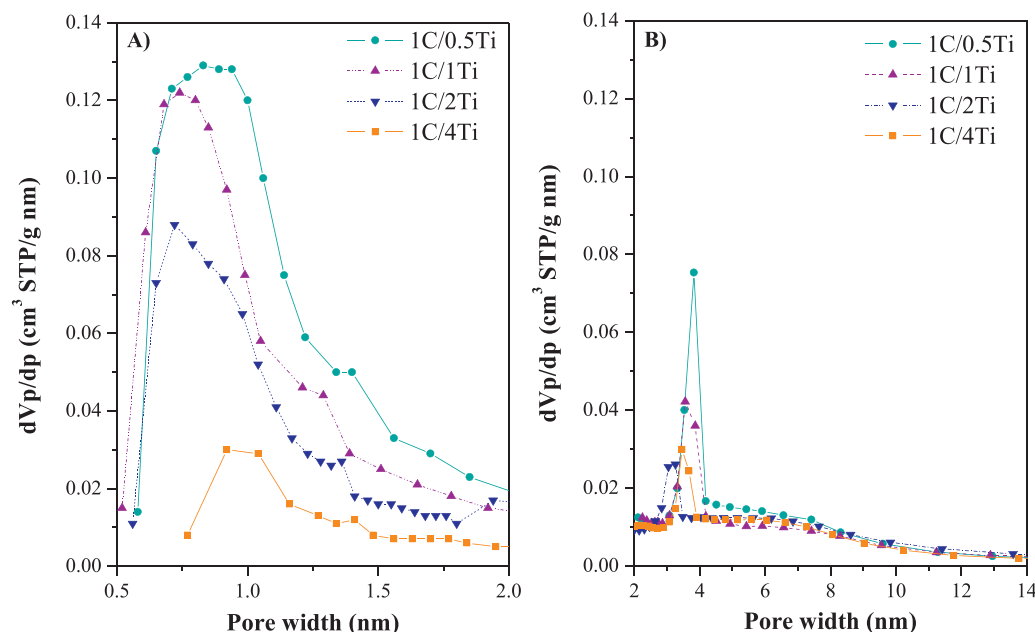 A)
1C/0.5Ti
1C/1Ti
1C/2Ti
1C/4Ti
0.14
0.12
0.10
0.08
0.06
0.04
0.02
0.00
0.5
1.0
1.5
2.0
dVp/dp (cm³ STP/g nm)
Pore width (nm)
B)
1C/0.5Ti
1C/1Ti
1C/2Ti
1C/4Ti
0.14
0.12
0.10
0.08
0.06
0.04
0.02
0.00
2
4
6
8
10
12
14
dVp/dp (cm³ STP/g nm)
Pore width (nm)